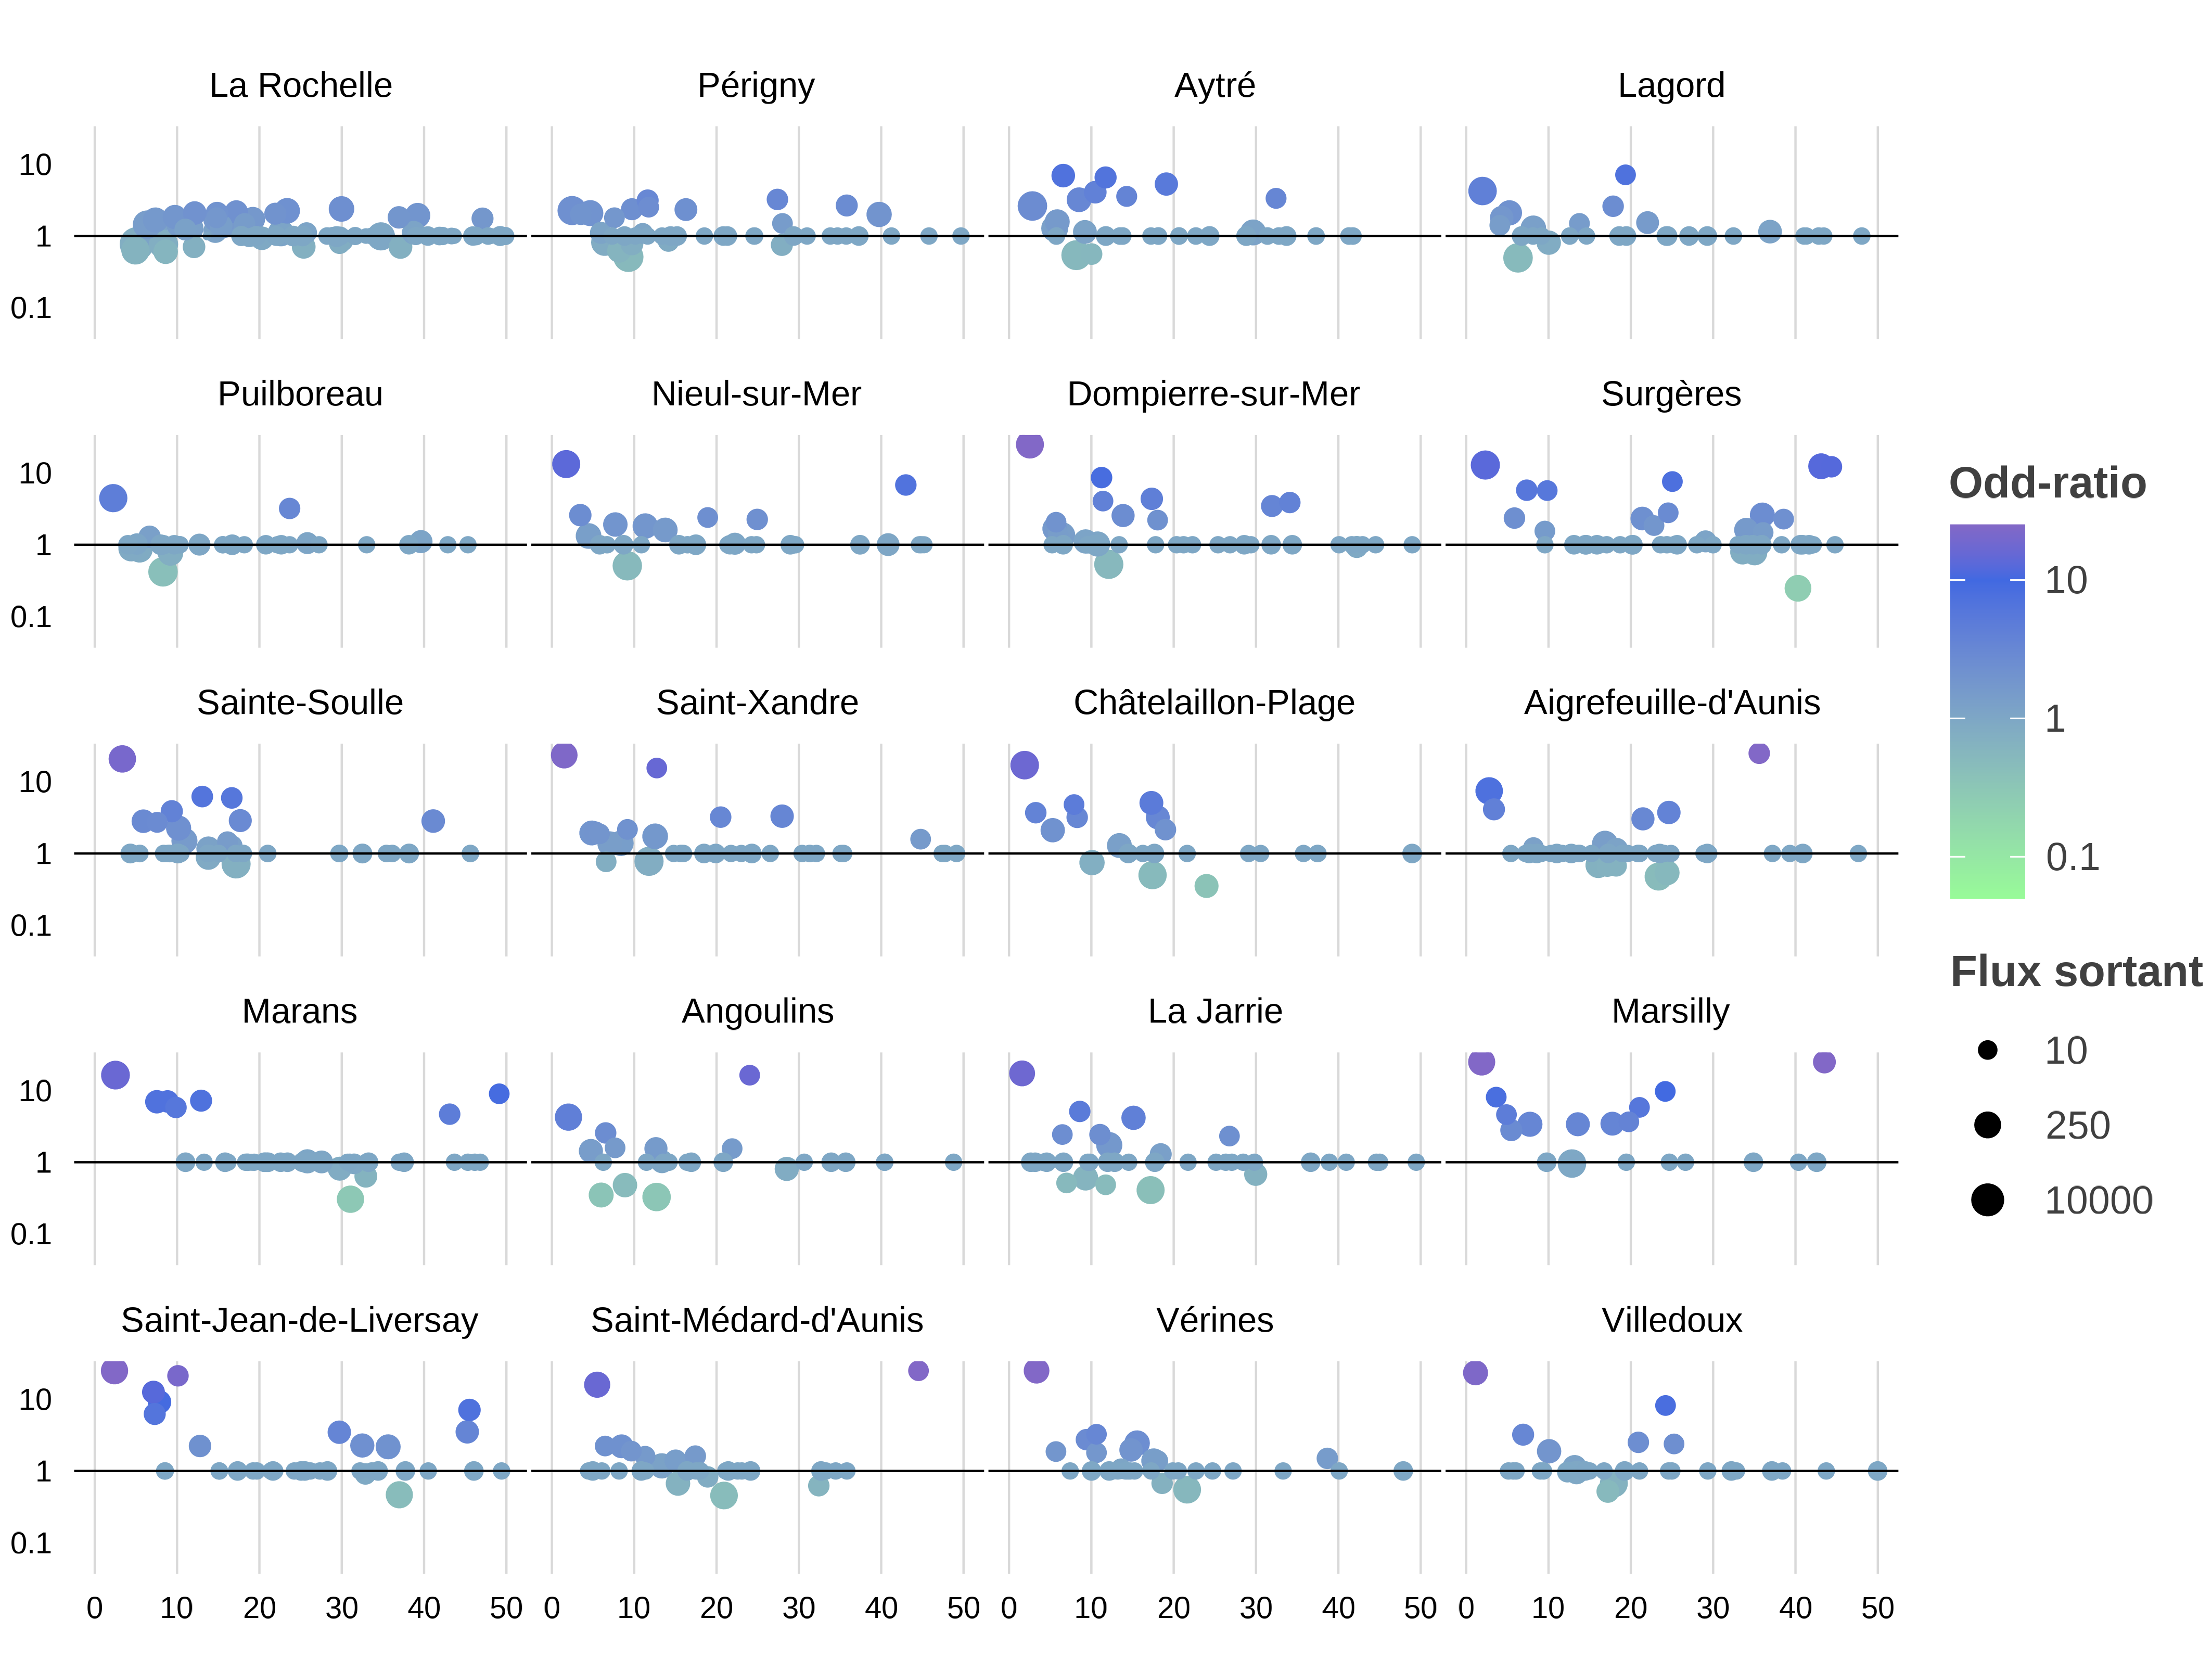 La Rochelle Périgny Aytré Lagord
10
1
0.1
Puilboreau Nieul-sur-Mer Dompierre-sur-Mer Surgères
10
1
0.1
Sainte-Soulle Saint-Xandre Châtelaillon-Plage Aigrefeuille-d'Aunis
10
1
0.1
Marans Angoulins La Jarrie Marsilly
10
1
0.1
Saint-Jean-de-Liversay Saint-Médard-d'Aunis Vérines Villedoux
10
1
0.1
0 10 20 30 40 50 0 10 20 30 40 50 0 10 20 30 40 50 0 10 20 30 40 50
Odd-ratio
10
1
0.1
Flux sortant
10
250
10000